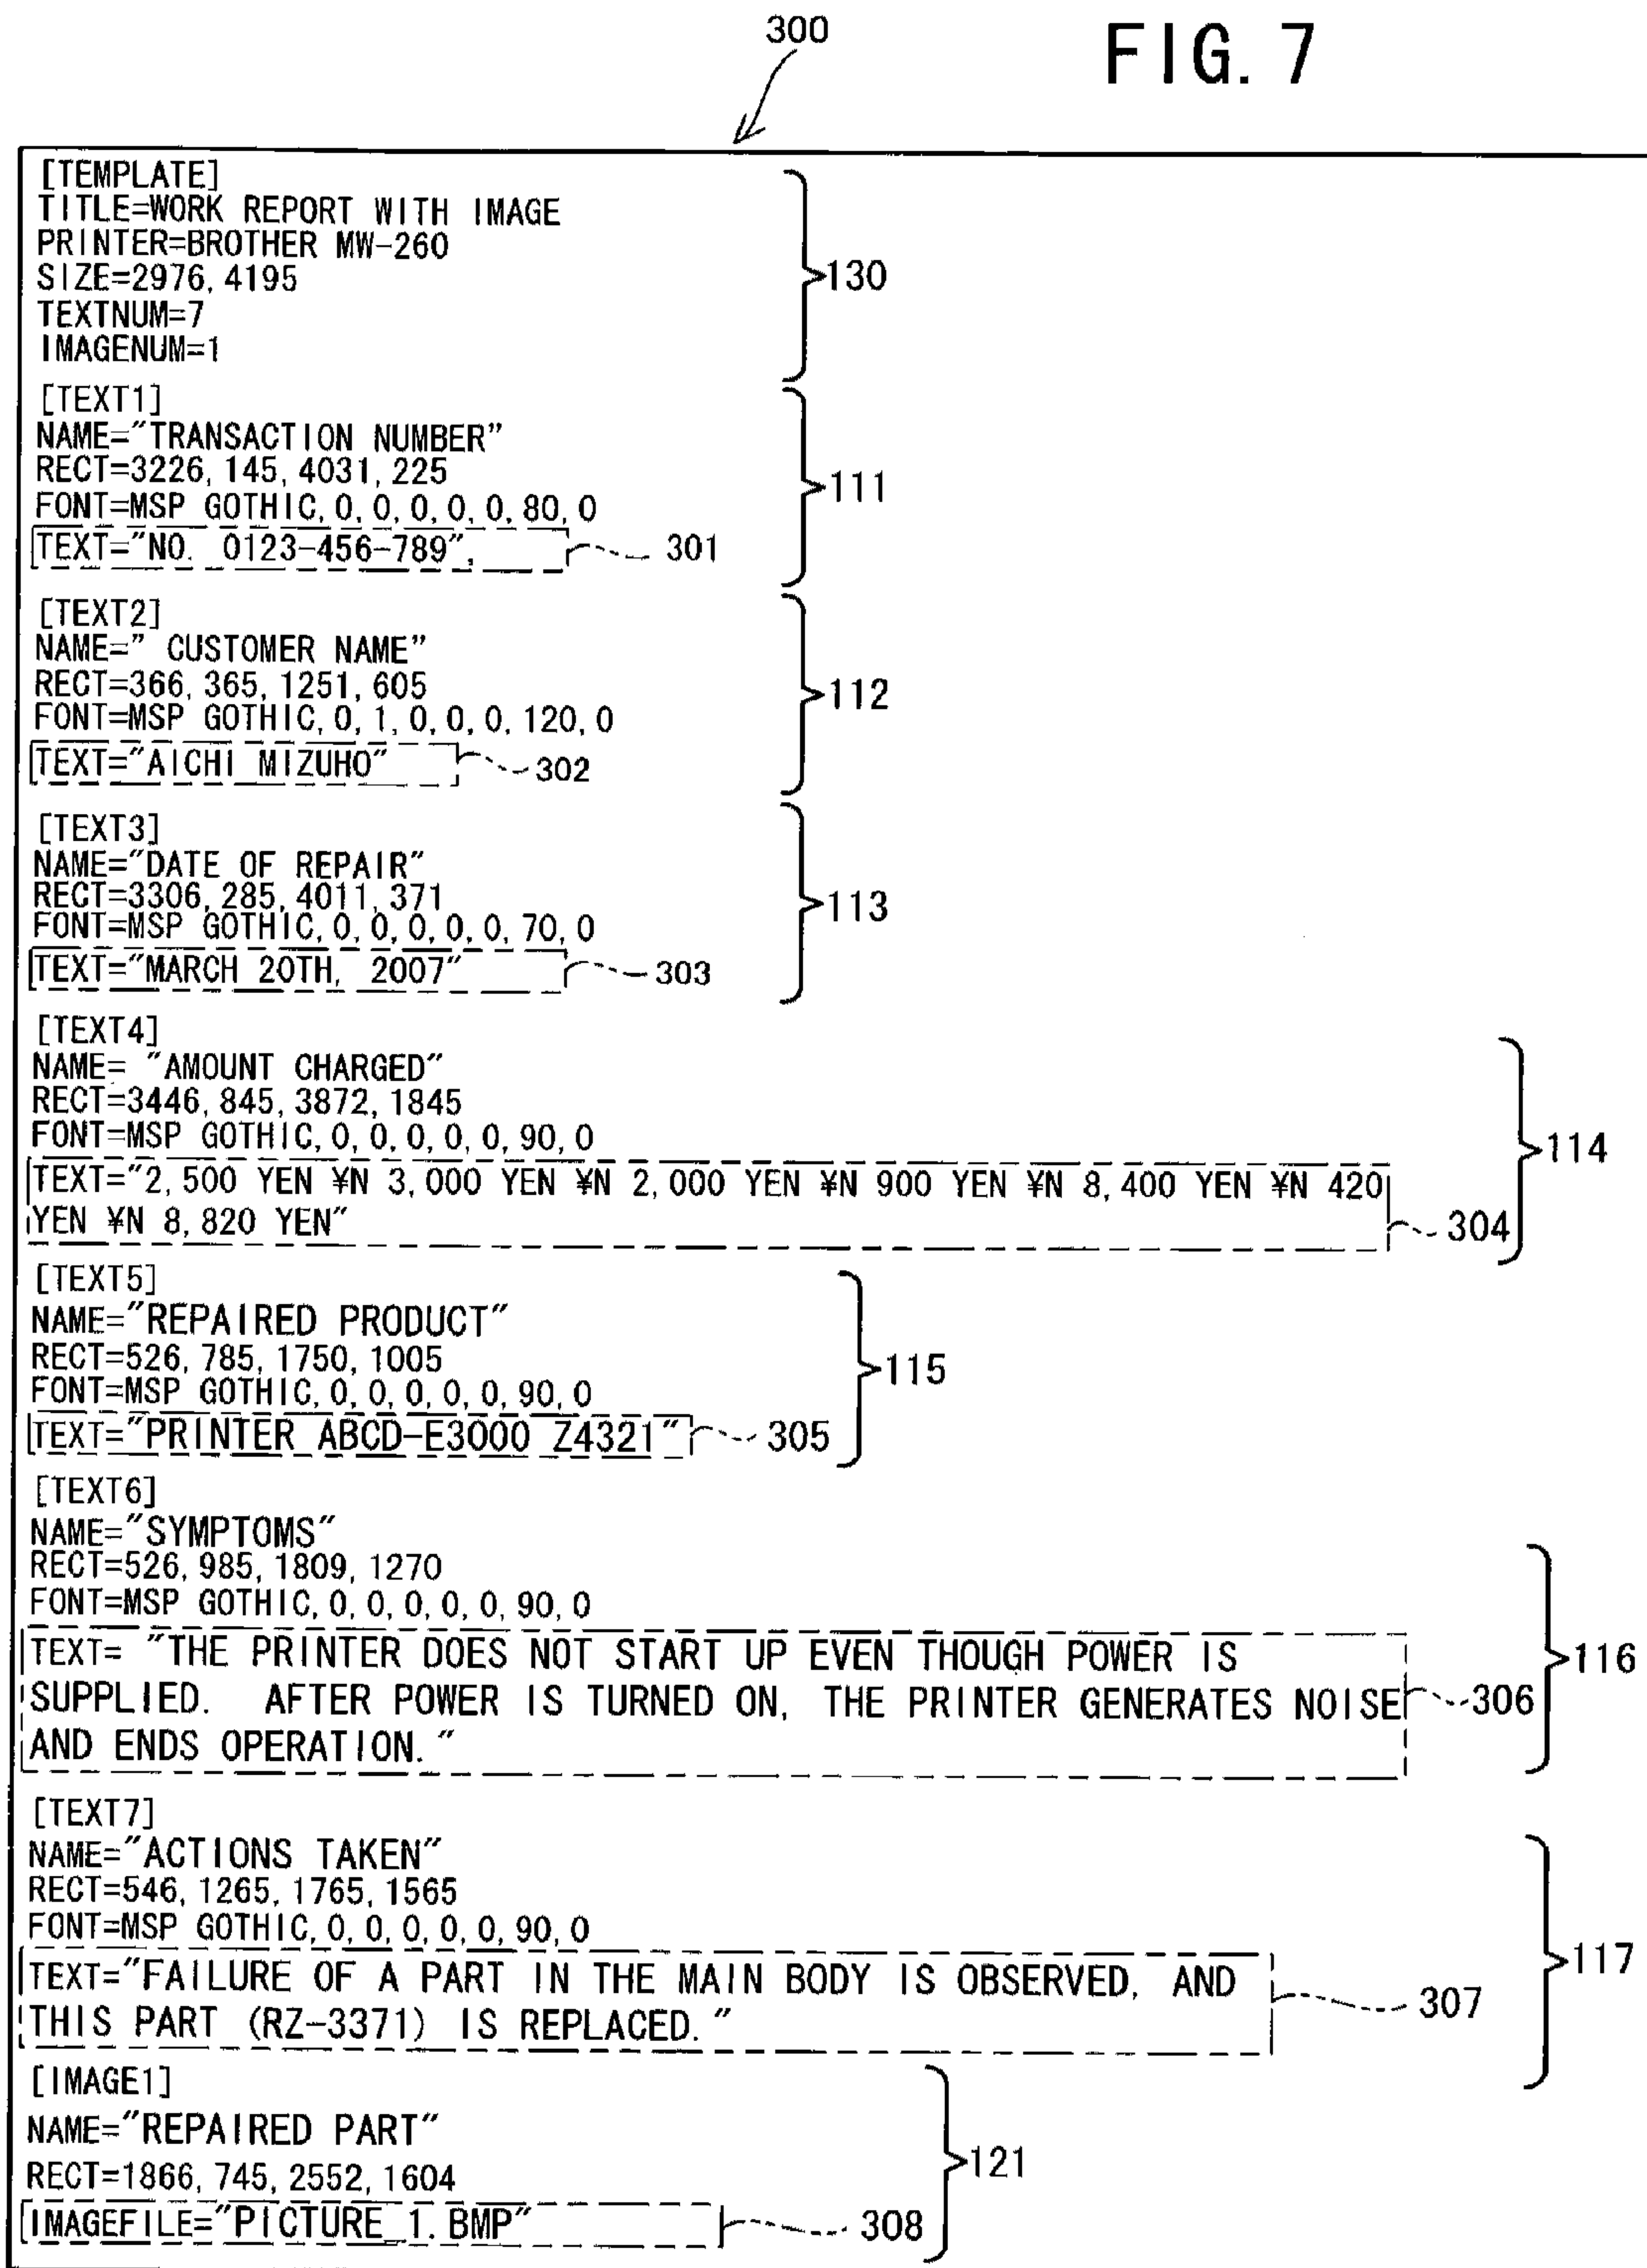 300
FIG. 7
[TEMPLATE]
TITLE=WORK REPORT WITH IMAGE
PRINTER=BROTHER MW-260
SIZE=2976, 4195
TEXTNUM=7
IMAGENUM=1
130
[TEXT1]
NAME="TRANSACTION NUMBER"
RECT=3226, 145, 4031, 225
FONT=MSP GOTHIC, 0, 0, 0, 0, 0, 80, 0
TEXT="NO. 0123-456-789",
301
111
[TEXT2]
NAME=" CUSTOMER NAME"
RECT=366, 365, 1251, 605
FONT=MSP GOTHIC, 0, 1, 0, 0, 0, 120, 0
TEXT="AICHI MIZUHO"
302
112
[TEXT3]
NAME="DATE OF REPAIR"
RECT=3306, 285, 4011, 371
FONT=MSP GOTHIC, 0, 0, 0, 0, 0, 70, 0
TEXT="MARCH 20TH, 2007"
303
113
[TEXT4]
NAME= "AMOUNT CHARGED"
RECT=3446, 845, 3872, 1845
FONT=MSP GOTHIC, 0, 0, 0, 0, 0, 90, 0
TEXT="2, 500 YEN ¥N 3, 000 YEN ¥N 2, 000 YEN ¥N 900 YEN ¥N 8, 400 YEN ¥N 420
YEN ¥N 8, 820 YEN"
304
114
[TEXT5]
NAME="REPAIRED PRODUCT"
RECT=526, 785, 1750, 1005
FONT=MSP GOTHIC, 0, 0, 0, 0, 0, 90, 0
TEXT="PRINTER ABCD-E3000 Z4321"
305
115
[TEXT6]
NAME="SYMPTOMS"
RECT=526, 985, 1809, 1270
FONT=MSP GOTHIC, 0, 0, 0, 0, 0, 90, 0
TEXT= "THE PRINTER DOES NOT START UP EVEN THOUGH POWER IS
SUPPLIED. AFTER POWER IS TURNED ON, THE PRINTER GENERATES NOISE
AND ENDS OPERATION. "
306
116
[TEXT7]
NAME="ACTIONS TAKEN"
RECT=546, 1265, 1765, 1565
FONT=MSP GOTHIC, 0, 0, 0, 0, 0, 90, 0
TEXT="FAILURE OF A PART IN THE MAIN BODY IS OBSERVED, AND
THIS PART (RZ-3371) IS REPLACED. "
307
117
[IMAGE1]
NAME="REPAIRED PART"
RECT=1866, 745, 2552, 1604
IMAGEFILE="PICTURE_1. BMP"
308
121